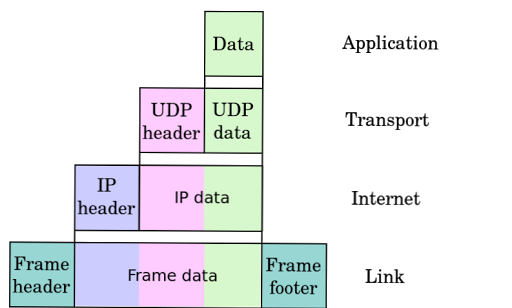 Data
Application
UDP
header
UDP
data
Transport
IP
header
IP data
Internet
Frame
header
Frame data
Frame
footer
Link